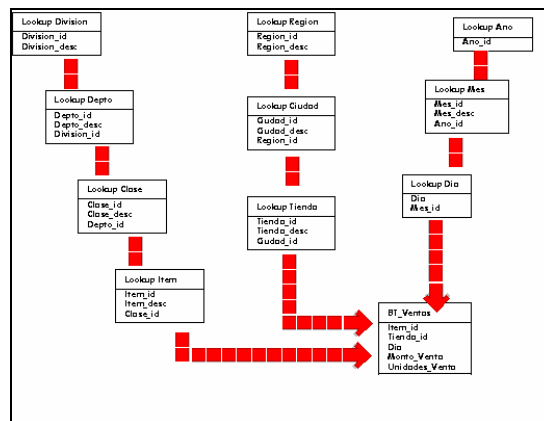 Lookup Division
Division_id
Division_desc
Lookup Region
Region_id
Region_desc
Lookup Ano
Ano_id
Lookup Depto
Depto_id
Depto_desc
Division_id
Lookup Ciudad
Ciudad_id
Ciudad_desc
Region_id
Lookup Mes
Mes_id
Mes_desc
Ano_id
Lookup Clase
Clase_id
Clase_desc
Depto_id
Lookup Tienda
Tienda_id
Tienda_desc
Ciudad_id
Lookup Dia
Dia
Mes_id
Lookup Item
Item_id
Item_desc
Clase_id
BT_Ventas
Item_id
Tienda_id
Dia
Monto_Venta
Unidades_Venta